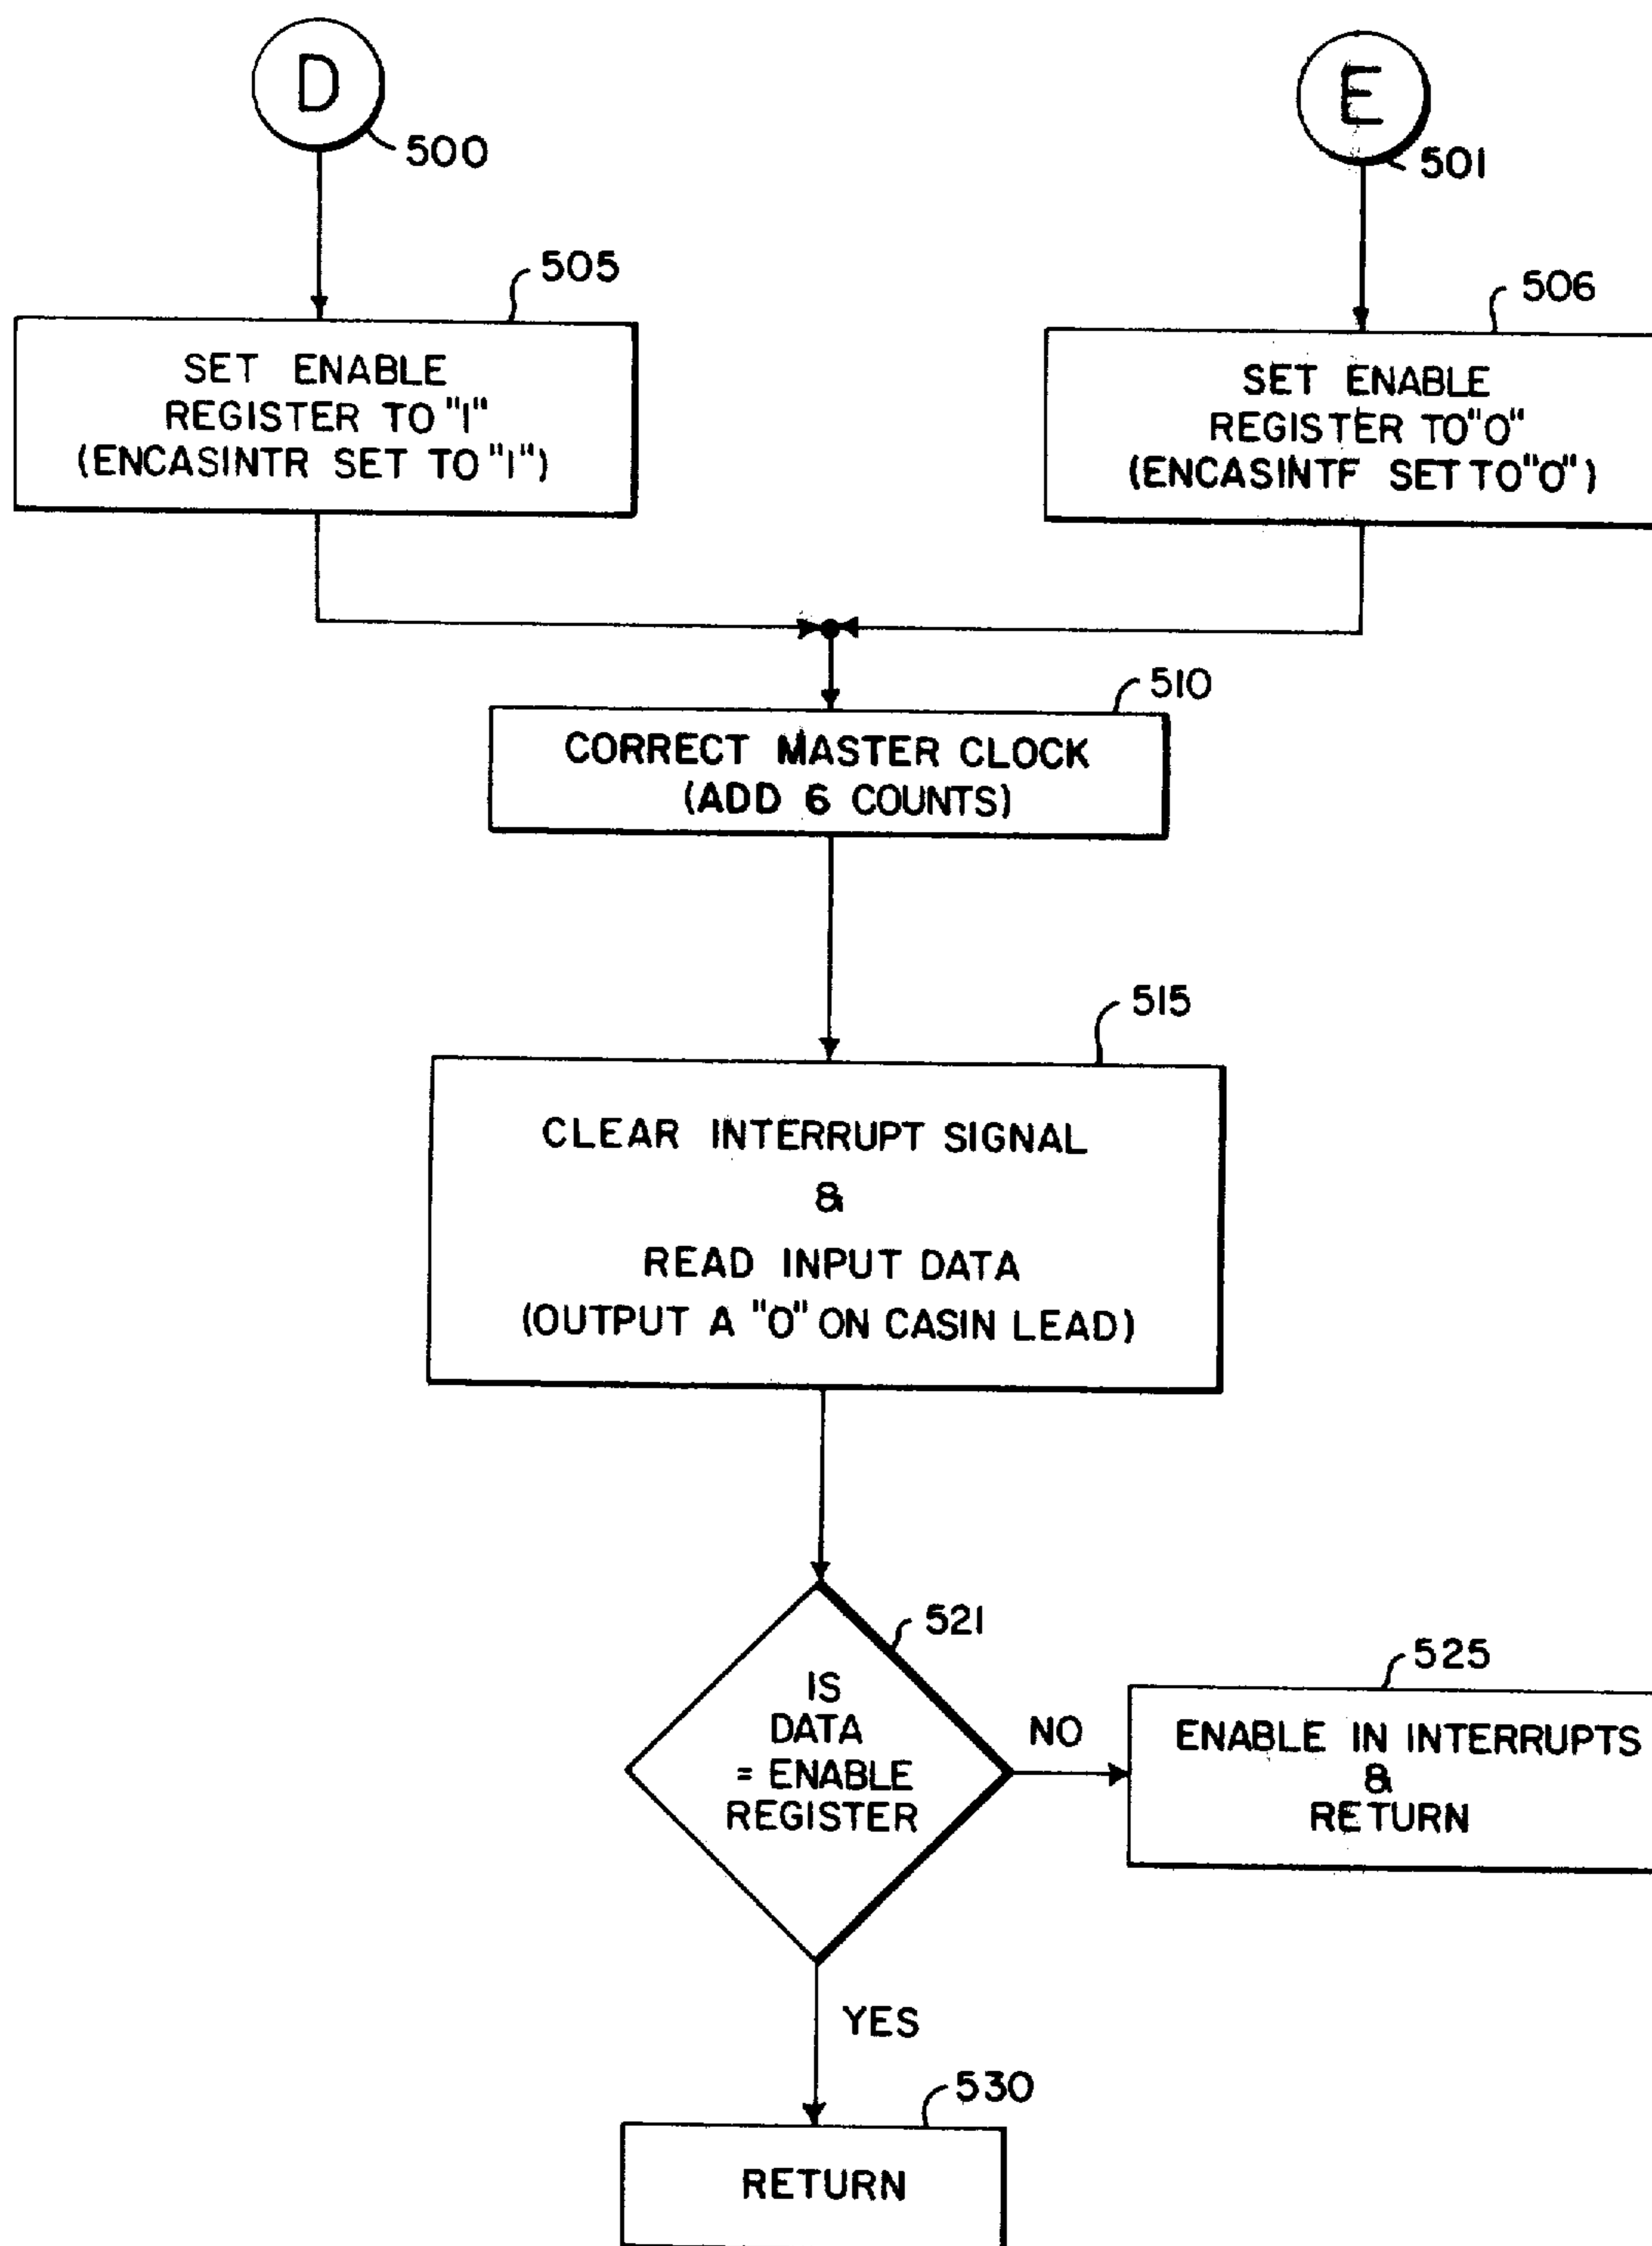 D
500
E
501
505
SET ENABLE
REGISTER TO "1"
(ENCASINTR SET TO "1")
506
SET ENABLE
REGISTER TO "0"
(ENCASINTF SET TO "0")
510
CORRECT MASTER CLOCK
(ADD 6 COUNTS)
515
CLEAR INTERRUPT SIGNAL
&
READ INPUT DATA
(OUTPUT A "0" ON CASIN LEAD)
521
IS
DATA
= ENABLE
REGISTER
NO
525
ENABLE IN INTERRUPTS
&
RETURN
YES
530
RETURN